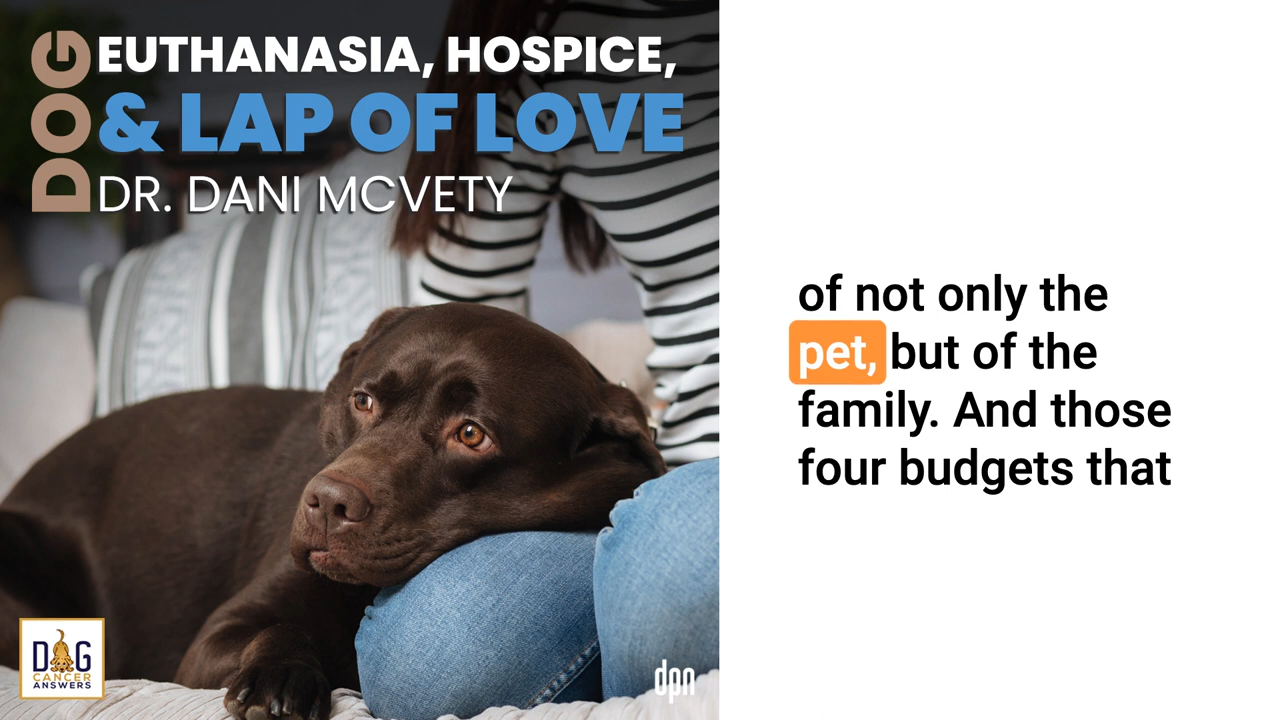 DOG
EUTHANASIA, HOSPICE,
& LAP OF LOVE
DR. DANI MCVETY
of not only the
pet, but of the
family. And those
four budgets that
DOG
CANCER
ANSWERS
dpn